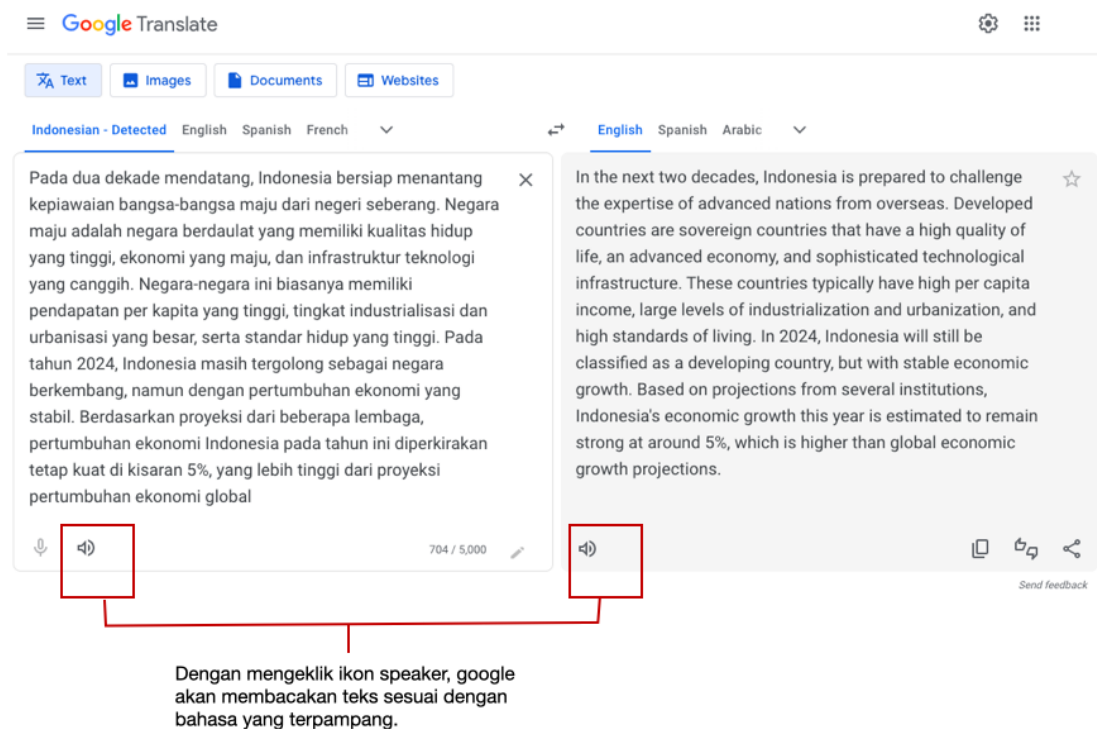 Google Translate
Text
Images
Documents
Websites
Indonesian - Detected
English
Spanish
French
English
Spanish
Arabic
Pada dua dekade mendatang, Indonesia bersiap menantang
kepiawaian bangsa-bangsa maju dari negeri seberang. Negara
maju adalah negara berdaulat yang memiliki kualitas hidup
yang tinggi, ekonomi yang maju, dan infrastruktur teknologi
yang canggih. Negara-negara ini biasanya memiliki
pendapatan per kapita yang tinggi, tingkat industrialisasi dan
urbanisasi yang besar, serta standar hidup yang tinggi. Pada
tahun 2024, Indonesia masih tergolong sebagai negara
berkembang, namun dengan pertumbuhan ekonomi yang
stabil. Berdasarkan proyeksi dari beberapa lembaga,
pertumbuhan ekonomi Indonesia pada tahun ini diperkirakan
tetap kuat di kisaran 5%, yang lebih tinggi dari proyeksi
pertumbuhan ekonomi global
704 / 5,000
In the next two decades, Indonesia is prepared to challenge
the expertise of advanced nations from overseas. Developed
countries are sovereign countries that have a high quality of
life, an advanced economy, and sophisticated technological
infrastructure. These countries typically have high per capita
income, large levels of industrialization and urbanization, and
high standards of living. In 2024, Indonesia will still be
classified as a developing country, but with stable economic
growth. Based on projections from several institutions,
Indonesia's economic growth this year is estimated to remain
strong at around 5%, which is higher than global economic
growth projections.
Send feedback
Dengan mengeklik ikon speaker, google
akan membacakan teks sesuai dengan
bahasa yang terpampang.